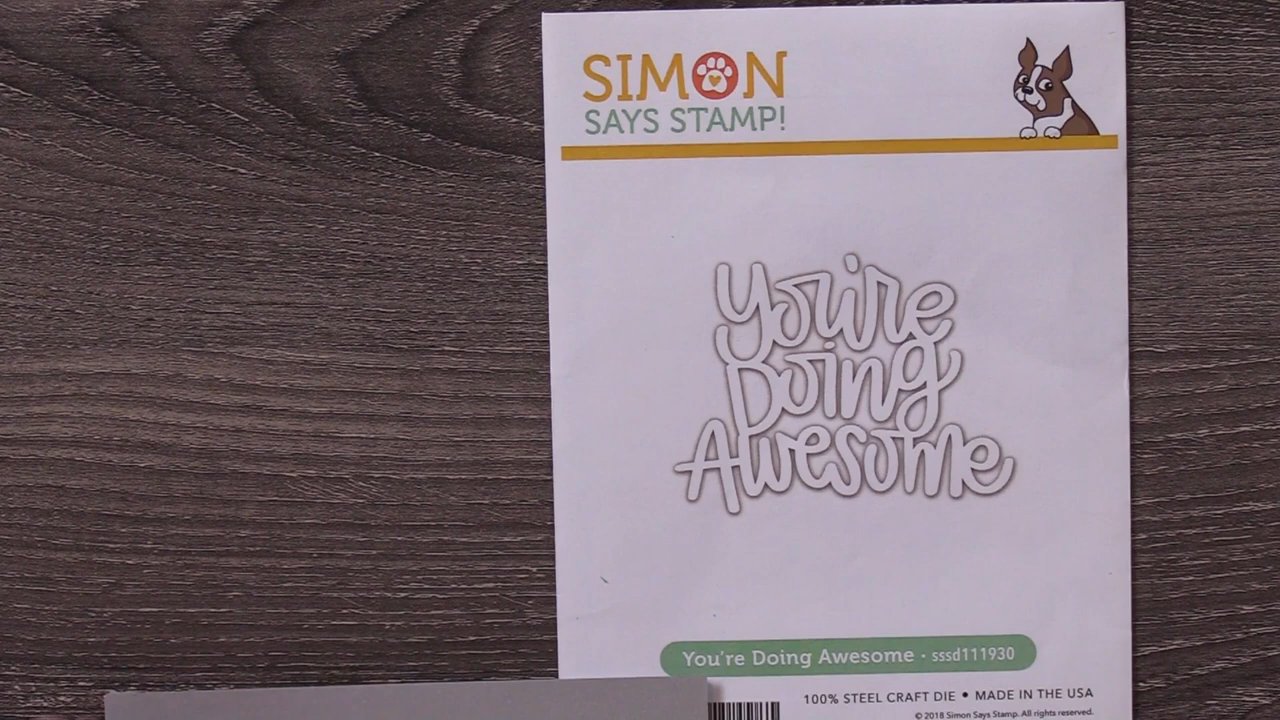 SIMON
SAYS STAMP!
You're
Doing
Awesome
You're Doing Awesome • sssd111930
100% STEEL CRAFT DIE • MADE IN THE USA
© 2018 Simon Says Stamp. All rights reserved.